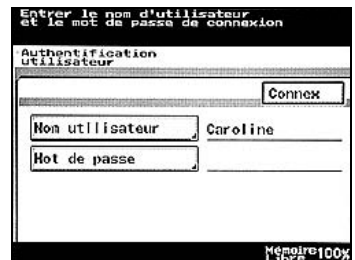 Entrer le nom d'utilisateur
et le mot de passe de connexion
Authentification
utilisateur
Connex
Nom utilisateur Caroline
Mot de passe
Mémoire 100%
Libre